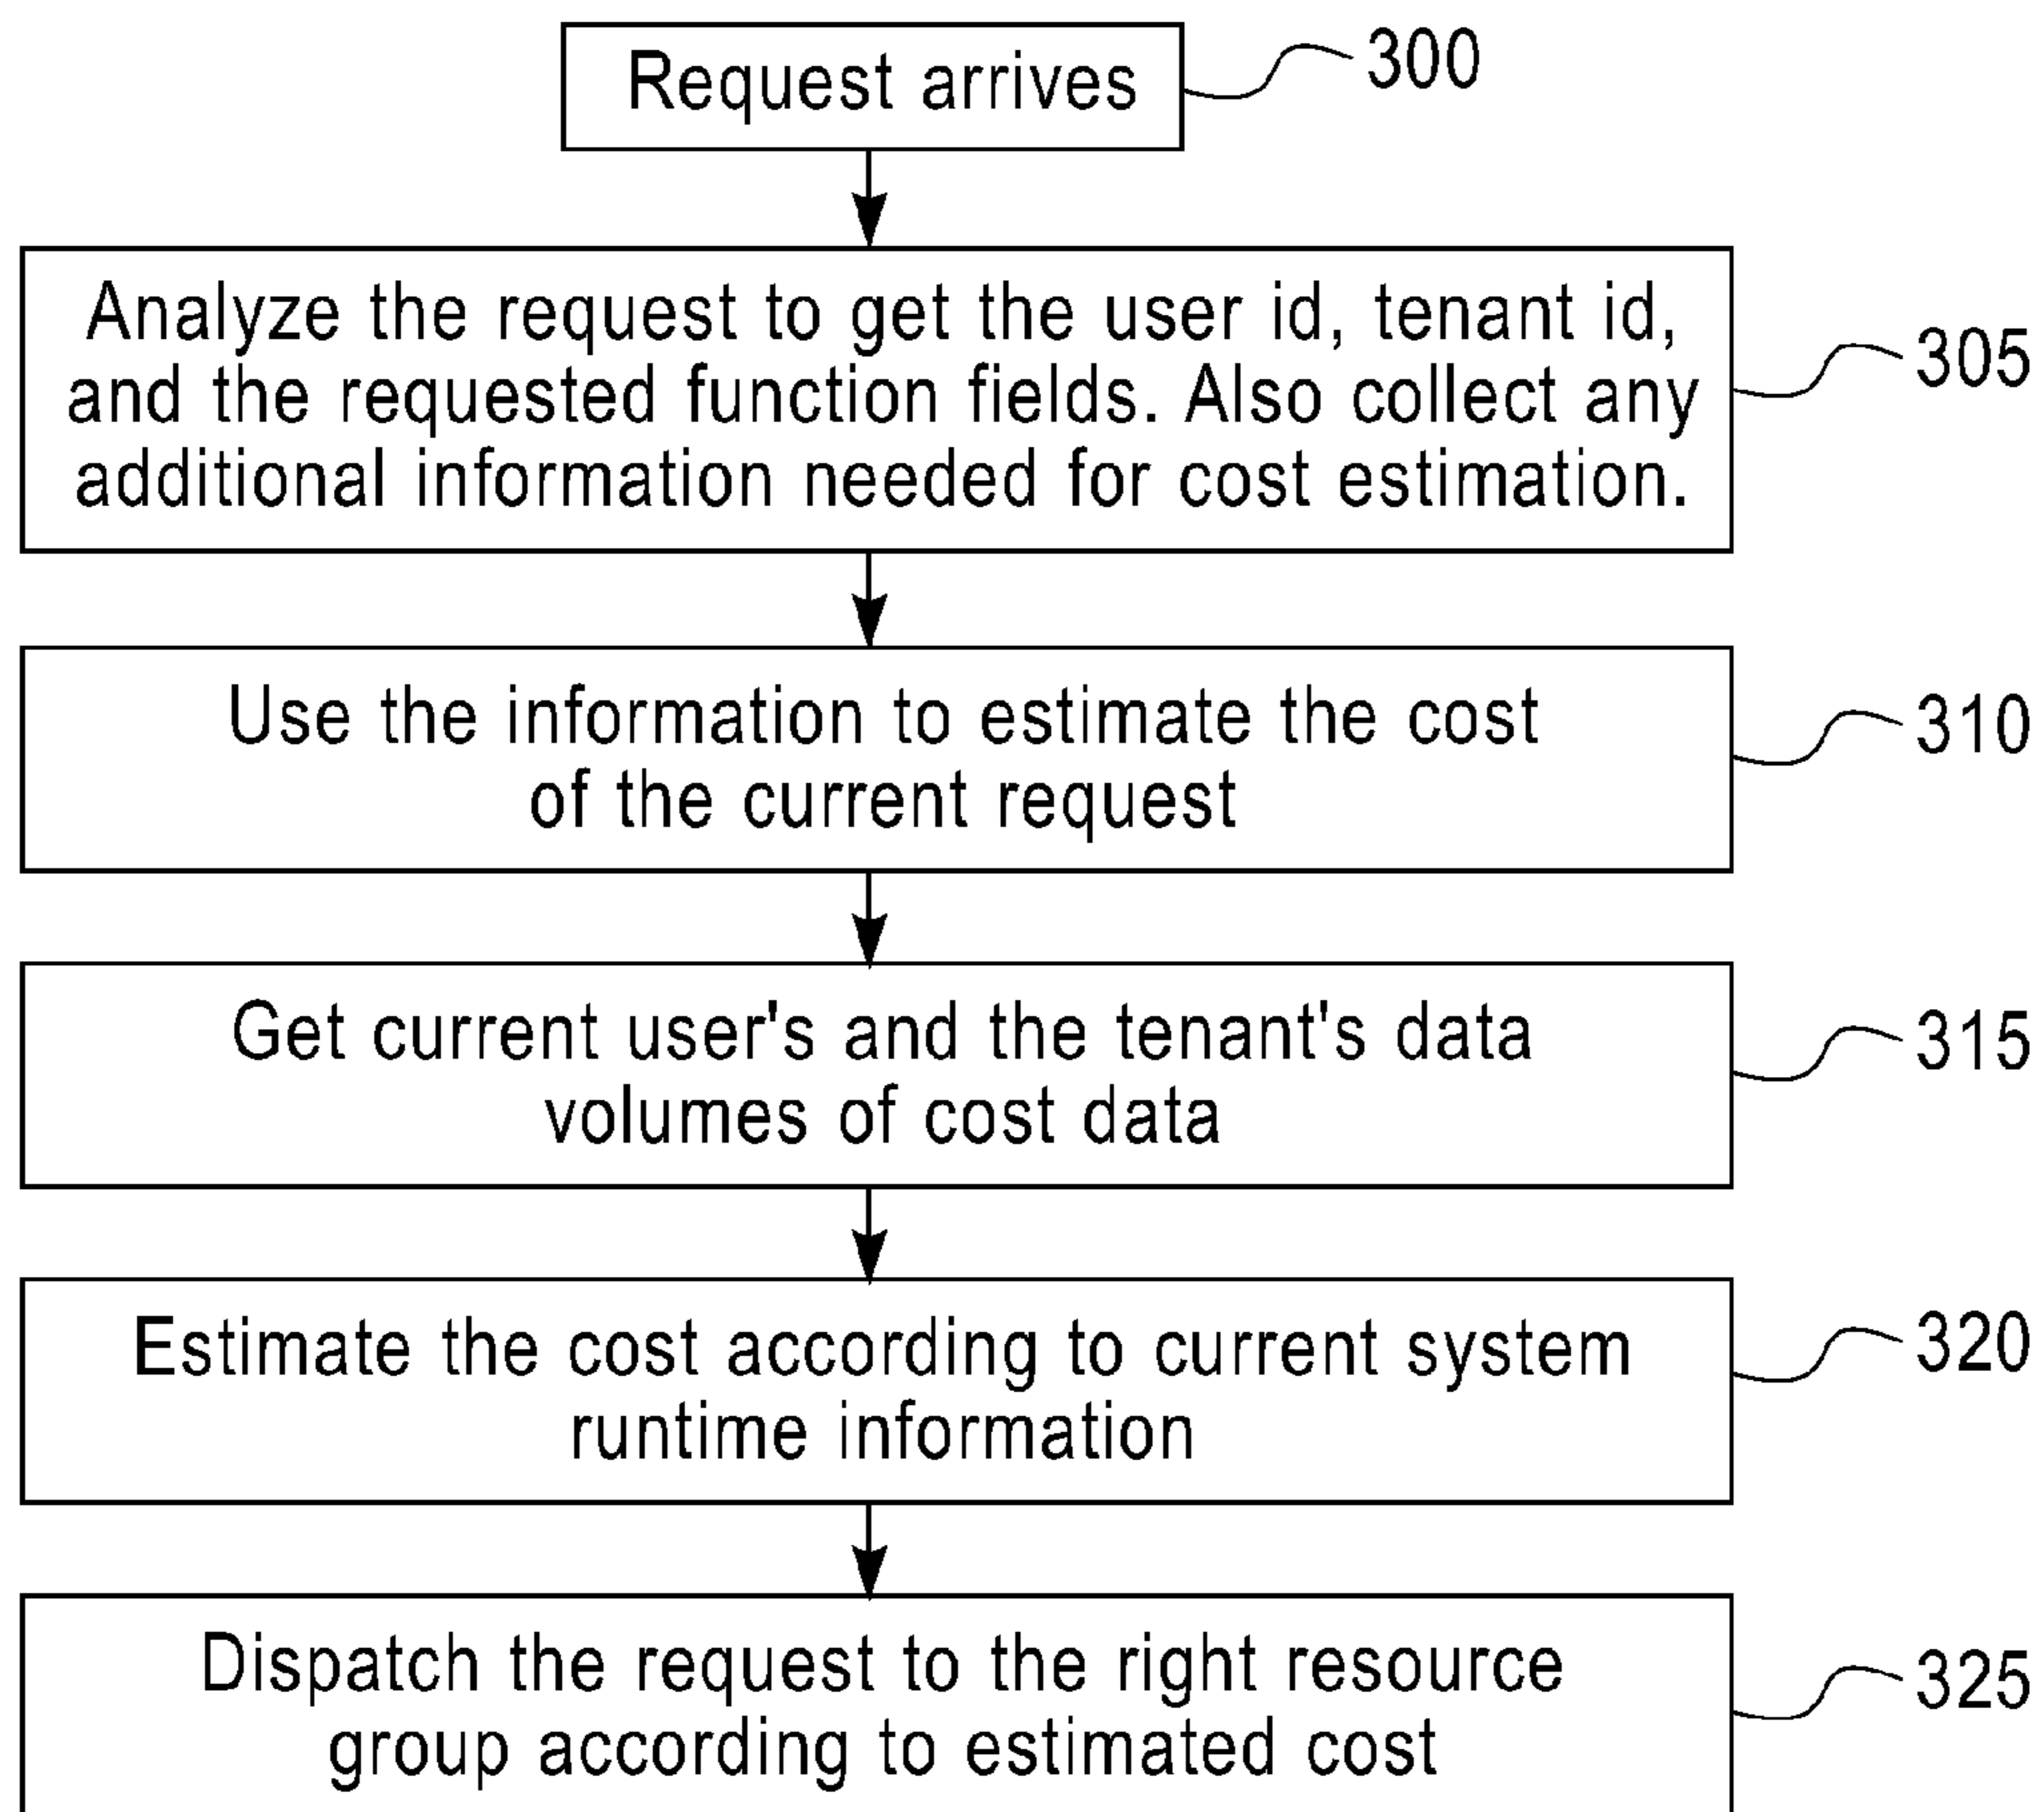 Request arrives
300
Analyze the request to get the user id, tenant id,
and the requested function fields. Also collect any
additional information needed for cost estimation.
305
Use the information to estimate the cost
of the current request
310
Get current user's and the tenant's data
volumes of cost data
315
Estimate the cost according to current system
runtime information
320
Dispatch the request to the right resource
group according to estimated cost
325